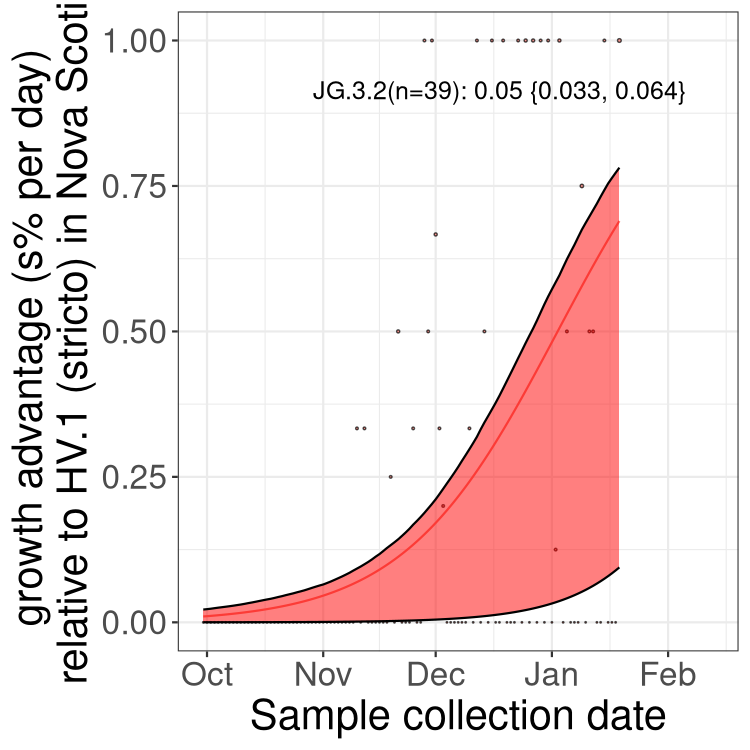 growth advantage (s% per day)
relative to HV.1 (stricto) in Nova Scoti
1.00
JG.3.2(n=39): 0.05 {0.033, 0.064}
0.75
0.50
0.25
0.00
Oct Nov Dec Jan Feb
Sample collection date